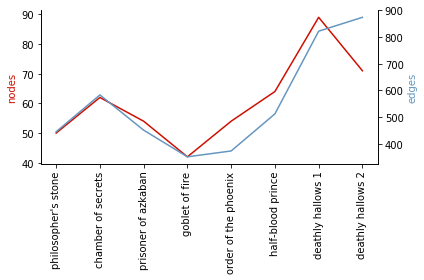 90
80
70
60
50
40
nodes
900
800
700
600
500
400
edges
philosopher's stone
chamber of secrets
prisoner of azkaban
goblet of fire
order of the phoenix
half-blood prince
deathly hallows 1
deathly hallows 2